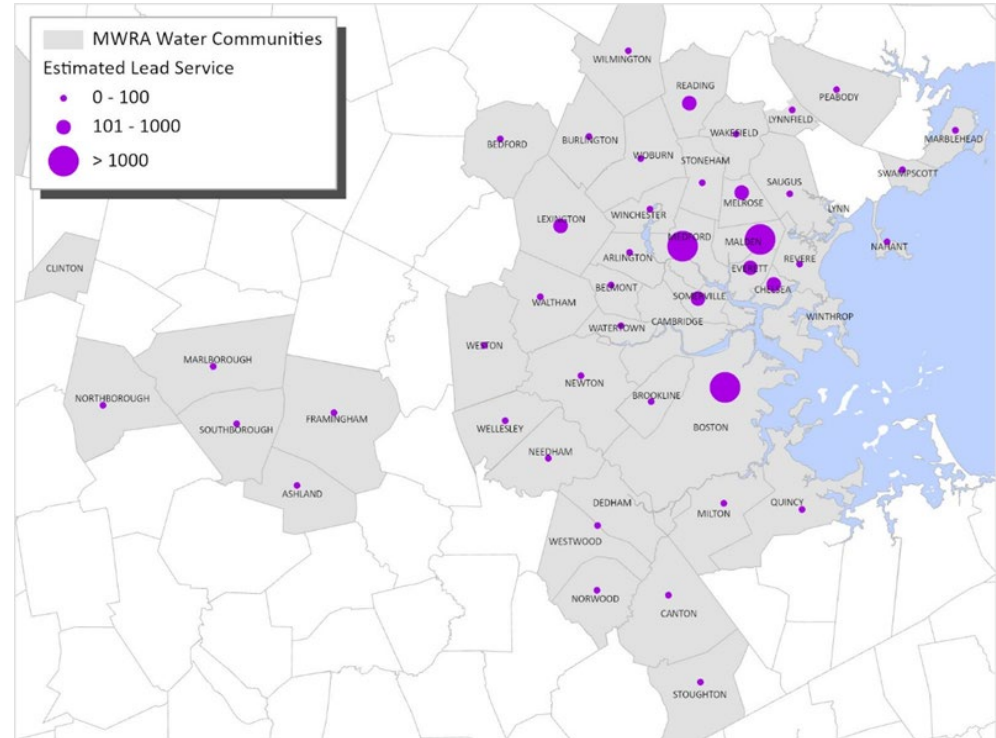 MWRA Water Communities
Estimated Lead Service
0 - 100
101 - 1000
> 1000
WILMINGTON
READING
PEABODY
LYNNFIELD
BEDFORD
BURLINGTON
WAKEFIELD
MARBLEHEAD
WOBURN
STONEHAM
SWAMPSCOTT
SAUGUS
MELROSE
LYNN
LEXINGTON
WINCHESTER
MEDFORD
MALDEN
NAHANT
ARLINGTON
REVERE
CLINTON
EVERETT
BELMONT
CHELSEA
WALTHAM
SOMERVILLE
WINTHROP
WATERTOWN
CAMBRIDGE
WESTON
MARLBOROUGH
NEWTON
NORTHBOROUGH
BROOKLINE
FRAMINGHAM
SOUTHBOROUGH
WELLESLEY
BOSTON
NEEDHAM
ASHLAND
DEDHAM
MILTON
QUINCY
WESTWOOD
NORWOOD
CANTON
STOUGHTON